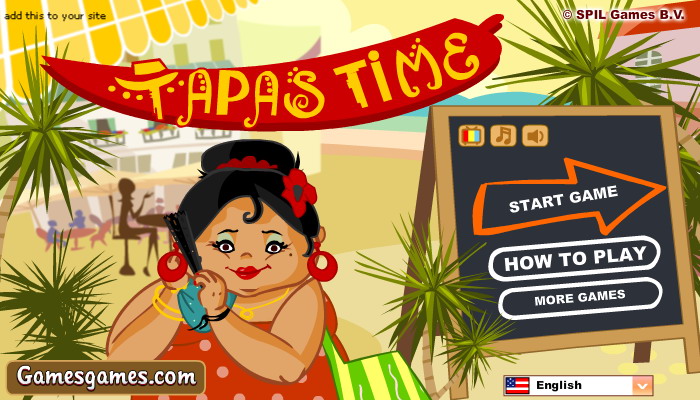 add this to your site
© SPIL Games B.V.
TAPAS TiME
START GAME
HOW TO PLAY
MORE GAMES
Gamesgames.com
English